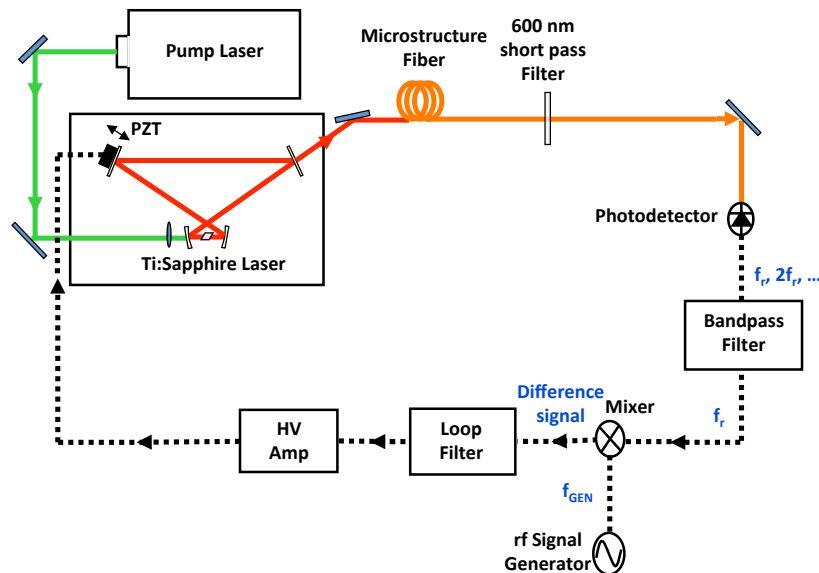 Pump Laser
Microstructure
Fiber
600 nm
short pass
Filter
PZT
Ti:Sapphire Laser
Photodetector
fr, 2fr, ...
Bandpass
Filter
fr
Difference
signal
Mixer
HV
Amp
Loop
Filter
fGEN
rf Signal
Generator